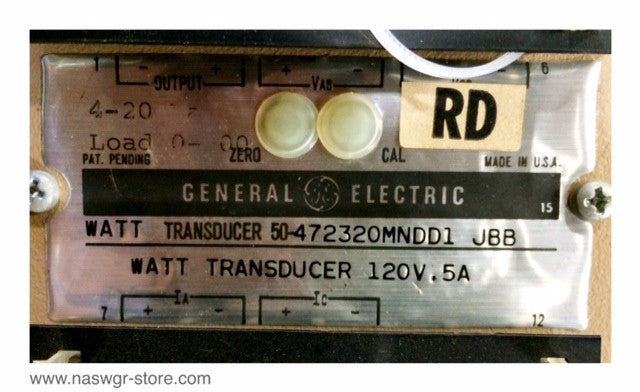 1 - + - + 6
OUTPUT VAB
4-20
Load 0-
RD
PAT. PENDING ZERO CAL MADE IN U.S.A.
GENERAL GE ELECTRIC
15
WATT TRANSDUCER 50-472320MNDD1 JBB
WATT TRANSDUCER 120V.5A
IA IC
7 + - + - 12
www.naswgr-store.com